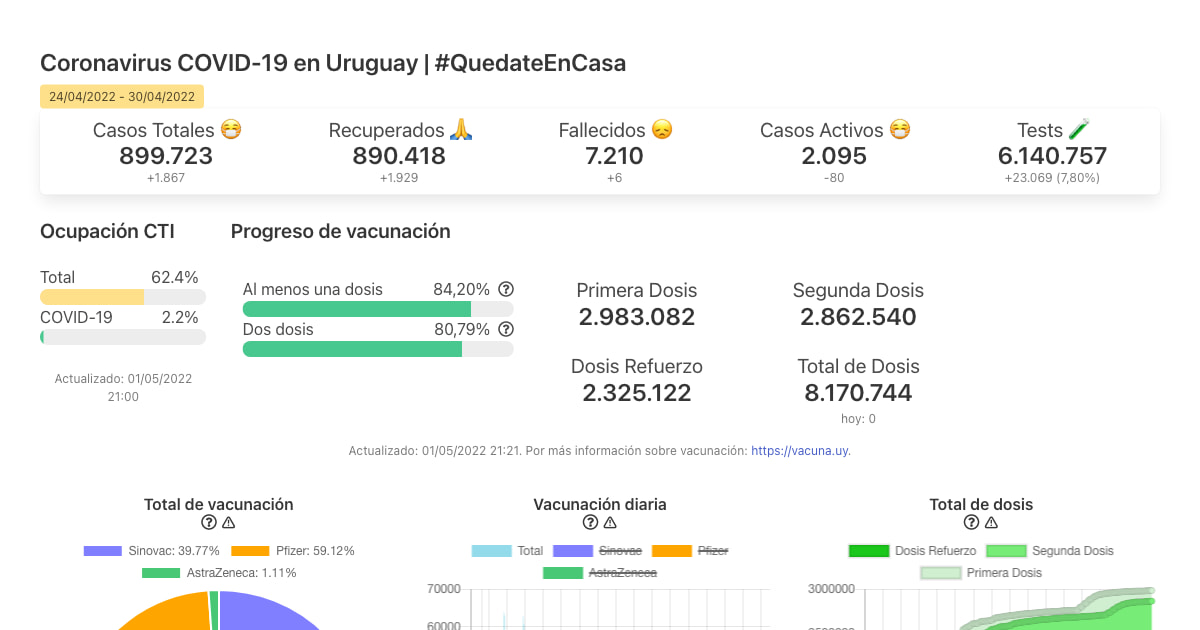 Coronavirus COVID-19 en Uruguay | #QuedateEnCasa
24/04/2022 - 30/04/2022
Casos Totales 😷 Recuperados 🙏 Fallecidos 😞 Casos Activos 😷 Tests 🧪
899.723 890.418 7.210 2.095 6.140.757
+1.867 +1.929 +6 -80 +23.069 (7,80%)
Ocupación CTI
Total 62.4%
COVID-19 2.2%
Actualizado: 01/05/2022
21:00
Progreso de vacunación
Al menos una dosis 84,20%
Dos dosis 80,79%
Primera Dosis Segunda Dosis
2.983.082 2.862.540
Dosis Refuerzo Total de Dosis
2.325.122 8.170.744
hoy: 0
Actualizado: 01/05/2022 21:21. Por más información sobre vacunación: https://vacuna.uy.
Total de vacunación
Sinovac: 39.77% Pfizer: 59.12%
AstraZeneca: 1.11%
Vacunación diaria
Total Sinovac Pfizer
AstraZeneca
70000
60000
Total de dosis
Dosis Refuerzo Segunda Dosis
Primera Dosis
3000000